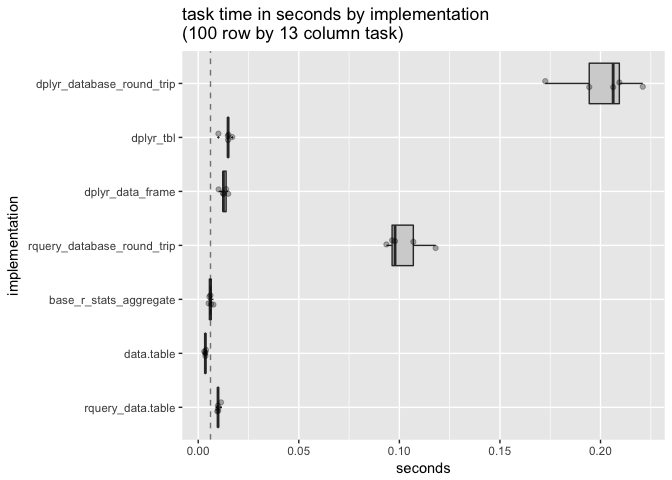 task time in seconds by implementation
(100 row by 13 column task)
implementation
dplyr_database_round_trip
dplyr_tbl
dplyr_data_frame
rquery_database_round_trip
base_r_stats_aggregate
data.table
rquery_data.table
0.00 0.05 0.10 0.15 0.20
seconds